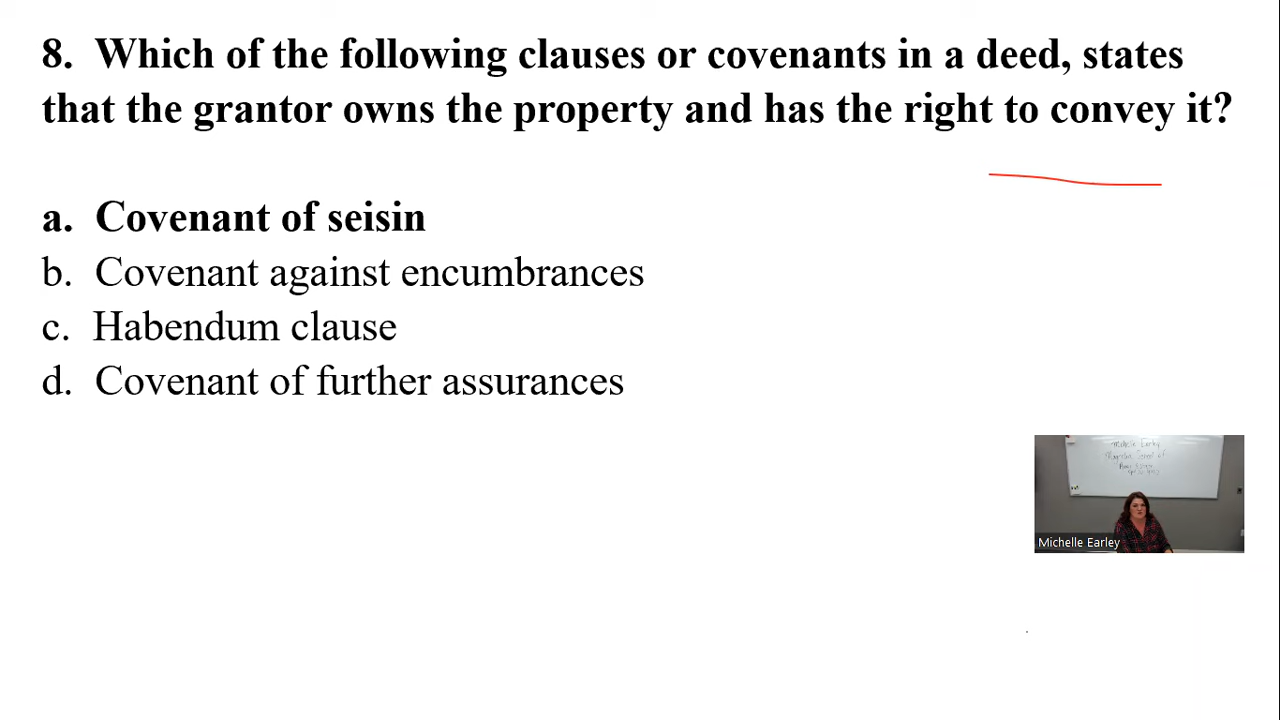 8. Which of the following clauses or covenants in a deed, states
that the grantor owns the property and has the right to convey it?
a. Covenant of seisin
b. Covenant against encumbrances
c. Habendum clause
d. Covenant of further assurances
Michelle Earley
Michelle Earley